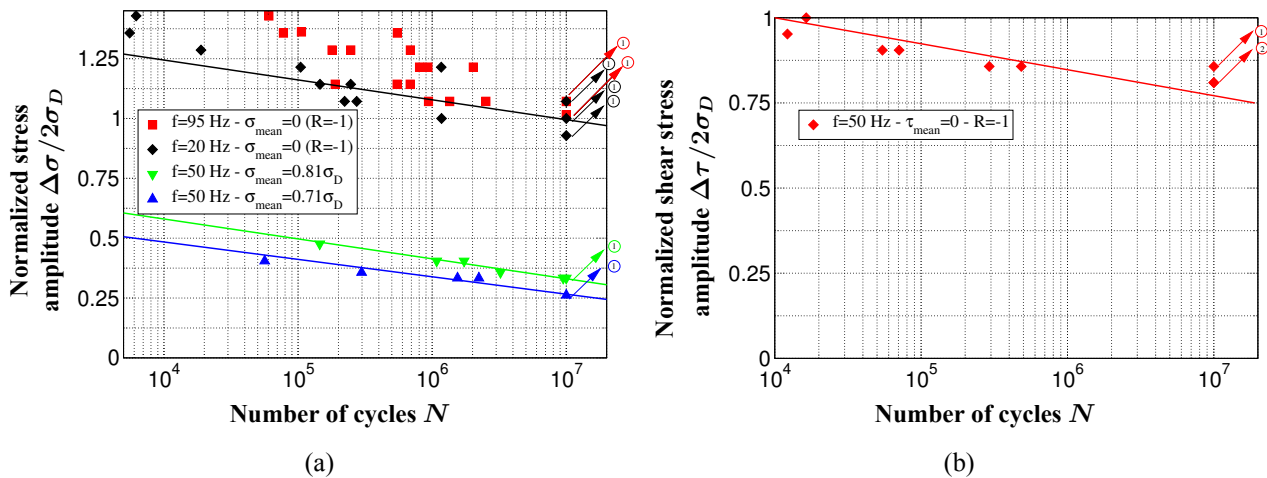 Normalized stress
amplitude Δσ/2σ_D
1.25
1
0.75
0.5
0.25
0
f=95 Hz - σ_mean=0 (R=-1)
f=20 Hz - σ_mean=0 (R=-1)
f=50 Hz - σ_mean=0.81σ_D
f=50 Hz - σ_mean=0.71σ_D
1
1
1
1
1
1
1
10^4
10^5
10^6
10^7
Number of cycles N
(a)
Normalized shear stress
amplitude Δτ/2σ_D
1
0.75
1
0.25
0
f=50 Hz - τ_mean=0 - R=-1
1
2
10^4
10^5
10^6
10^7
Number of cycles N
(b)